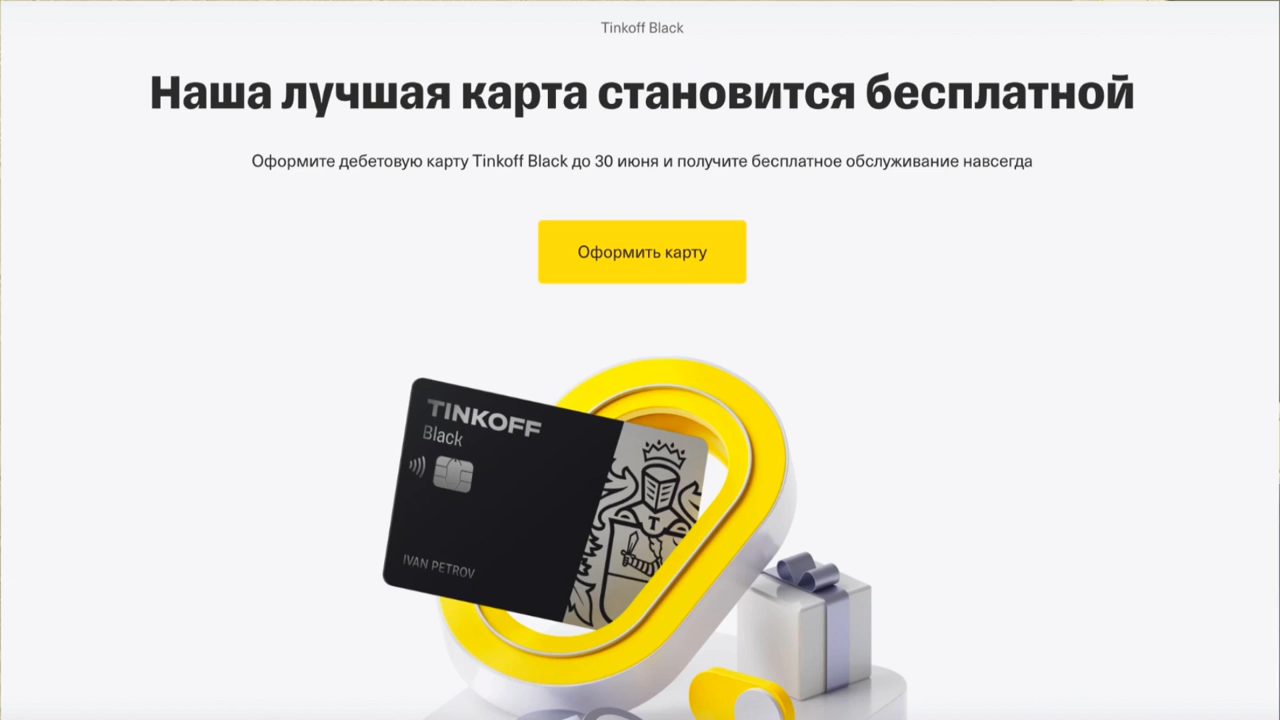 Tinkoff Black
Наша лучшая карта становится бесплатной
Оформите дебетовую карту Tinkoff Black до 30 июня и получите бесплатное обслуживание навсегда
Оформить карту
TINKOFF
Black
T
IVAN PETROV